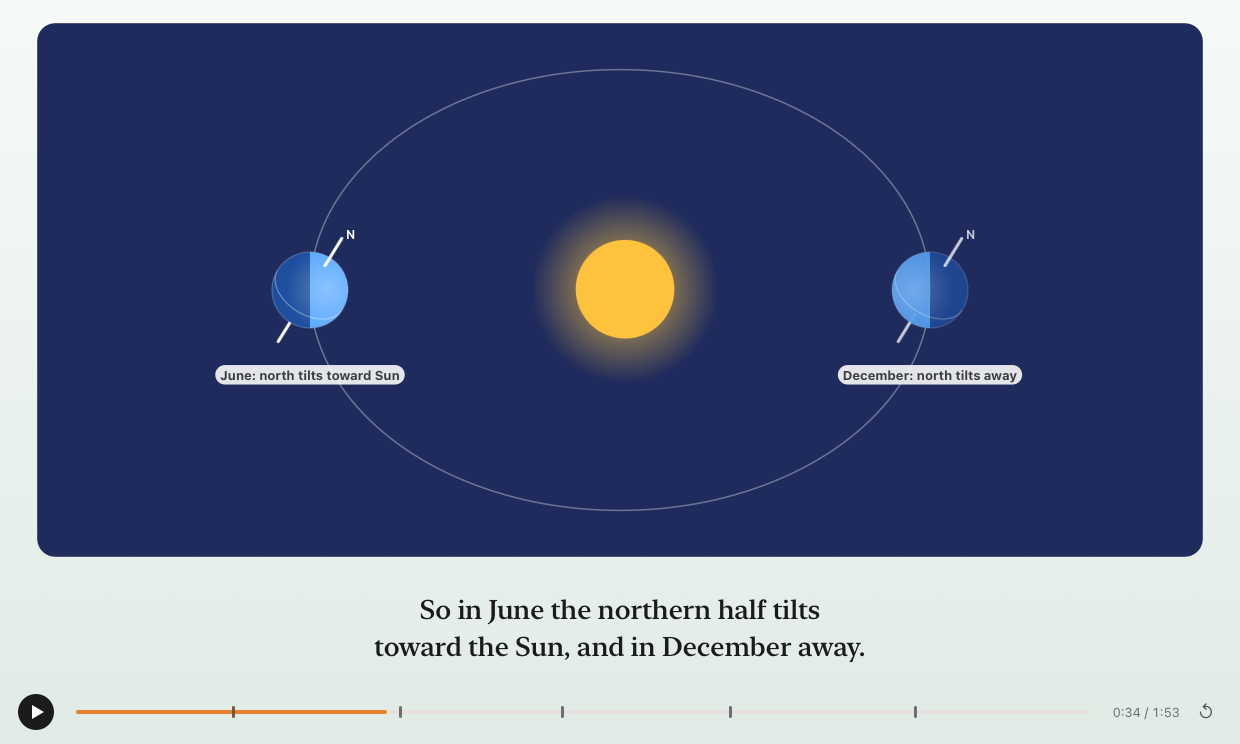 N
N
June: north tilts toward Sun
December: north tilts away
So in June the northern half tilts
toward the Sun, and in December away.
0:34 / 1:53